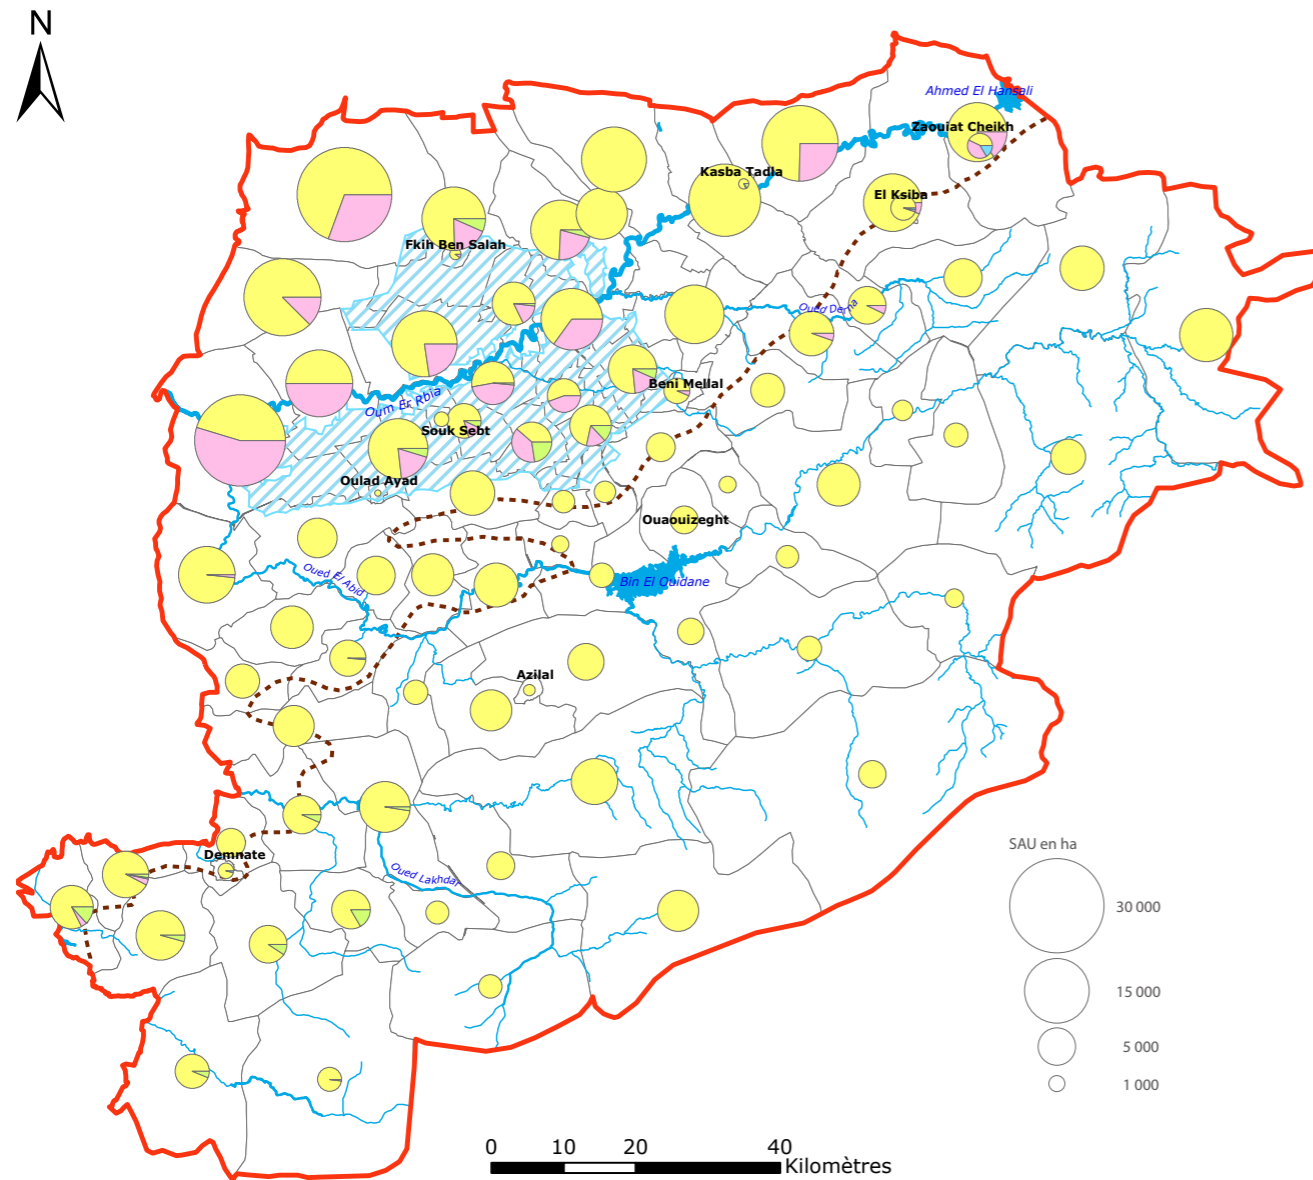 N
Ahmed El Hansali
Zaouiat Cheikh
Kasba Tadla
El Ksiba
Fkih Ben Salah
Oued Derna
Beni Mellal
Oum Er Rbia
Souk Sebt
Oulad Ayad
Ouaouizeght
Oued El Abid
Bin El Ouidane
Azilal
SAU en ha
Demnate
Oued Lakhdar
30 000
15 000
5 000
1 000
0 10 20 40
Kilomètres